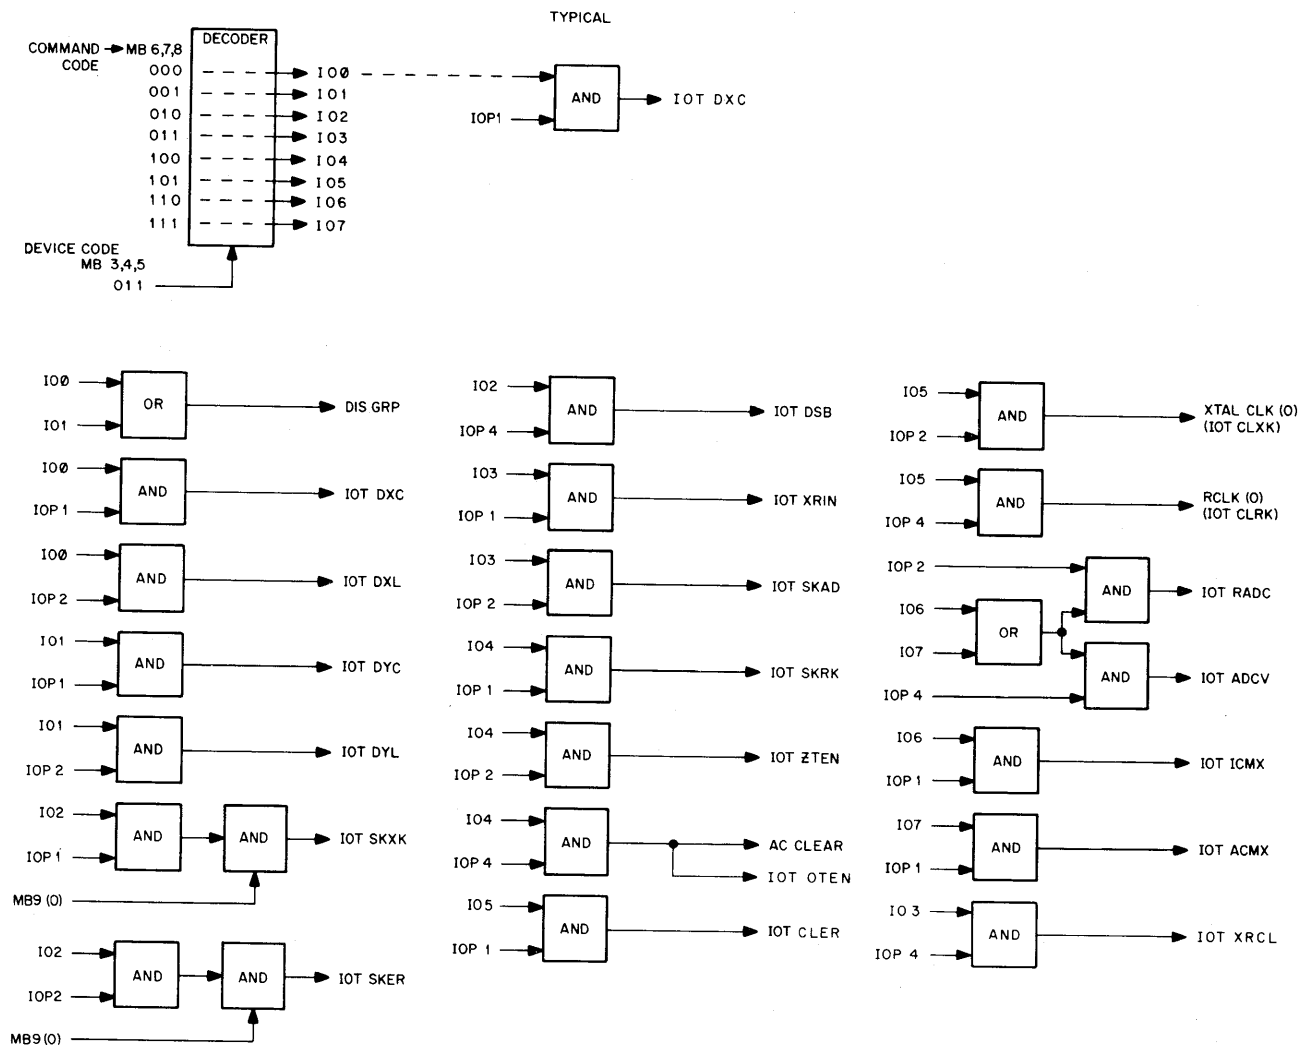 TYPICAL
DECODER
COMMAND CODE
MB 6,7,8
000 IO0
001 IO1
010 IO2
011 IO3
100 IO4
101 IO5
110 IO6
111 IO7
AND
IOP1
IOT DXC
DEVICE CODE
MB 3,4,5
011
IO0
IO1
OR
DIS GRP
IO0
IOP 1
AND
IOT DXC
IO0
IOP 2
AND
IOT DXL
IO1
IOP1
AND
IOT DYC
IO1
IOP 2
AND
IOT DYL
IO2
IOP1
AND
AND
IOT SKXK
MB9(0)
IO2
IOP2
AND
AND
IOT SKER
MB9(0)
IO2
IOP 4
AND
IOT DSB
IO3
IOP 1
AND
IOT XRIN
IO3
IOP 2
AND
IOT SKAD
IO4
IOP 1
AND
IOT SKRK
IO4
IOP 2
AND
IOT ZTEN
IO4
IOP 4
AND
AC CLEAR
IOT OTEN
IO5
IOP 1
AND
IOT CLER
IO5
IOP 2
AND
XTAL CLK (0)
(IOT CLXK)
IO5
IOP 4
AND
RCLK (0)
(IOT CLRK)
IOP 2
AND
IOT RADC
IO6
IO7
OR
AND
IOT ADCV
IOP 4
IO6
IOP 1
AND
IOT ICMX
IO7
IOP 1
AND
IOT ACMX
IO3
IOP 4
AND
IOT XRCL